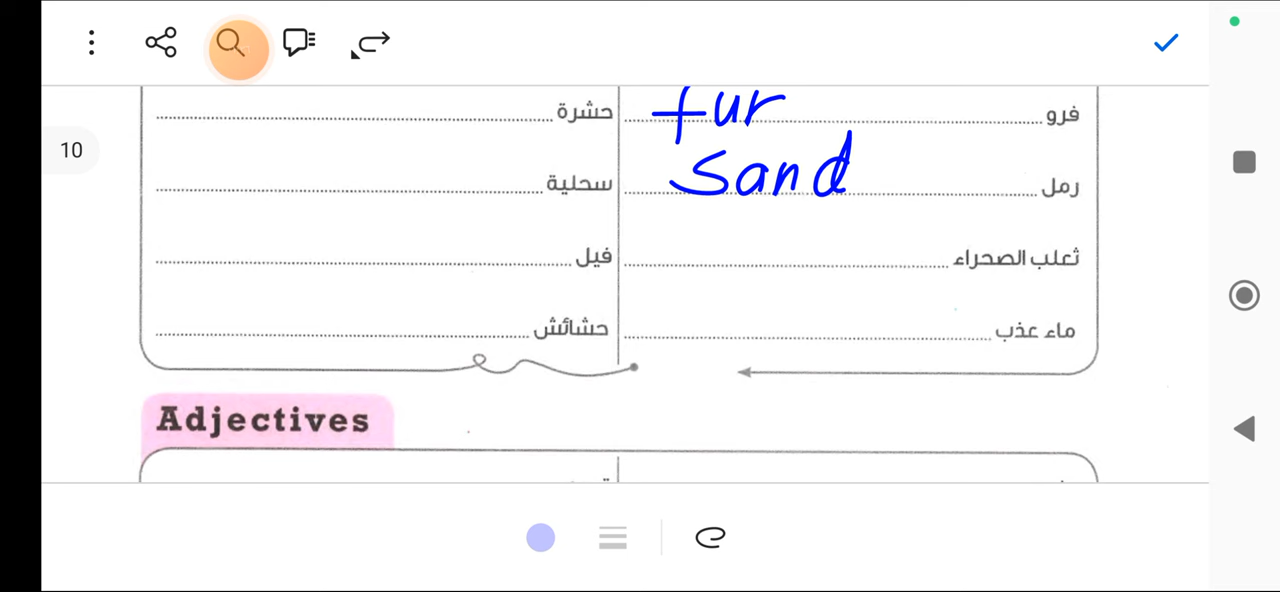 10
حشرة
fur
فرو
سحلية
sand
رمل
فيل
ثعلب الصحراء
حشائش
ماء عذب
Adjectives